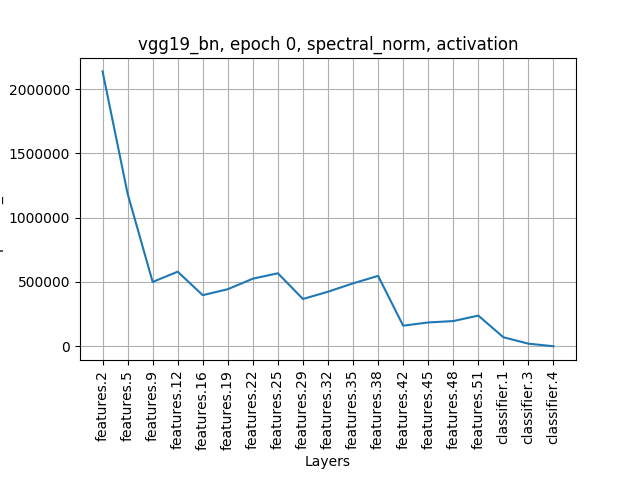 vgg19_bn, epoch 0, spectral_norm, activation
2000000
1500000
1000000
500000
0
features.2
features.5
features.9
features.12
features.16
features.19
features.22
features.25
features.29
features.32
features.35
features.38
features.42
features.45
features.48
features.51
classifier.1
classifier.3
classifier.4
Layers